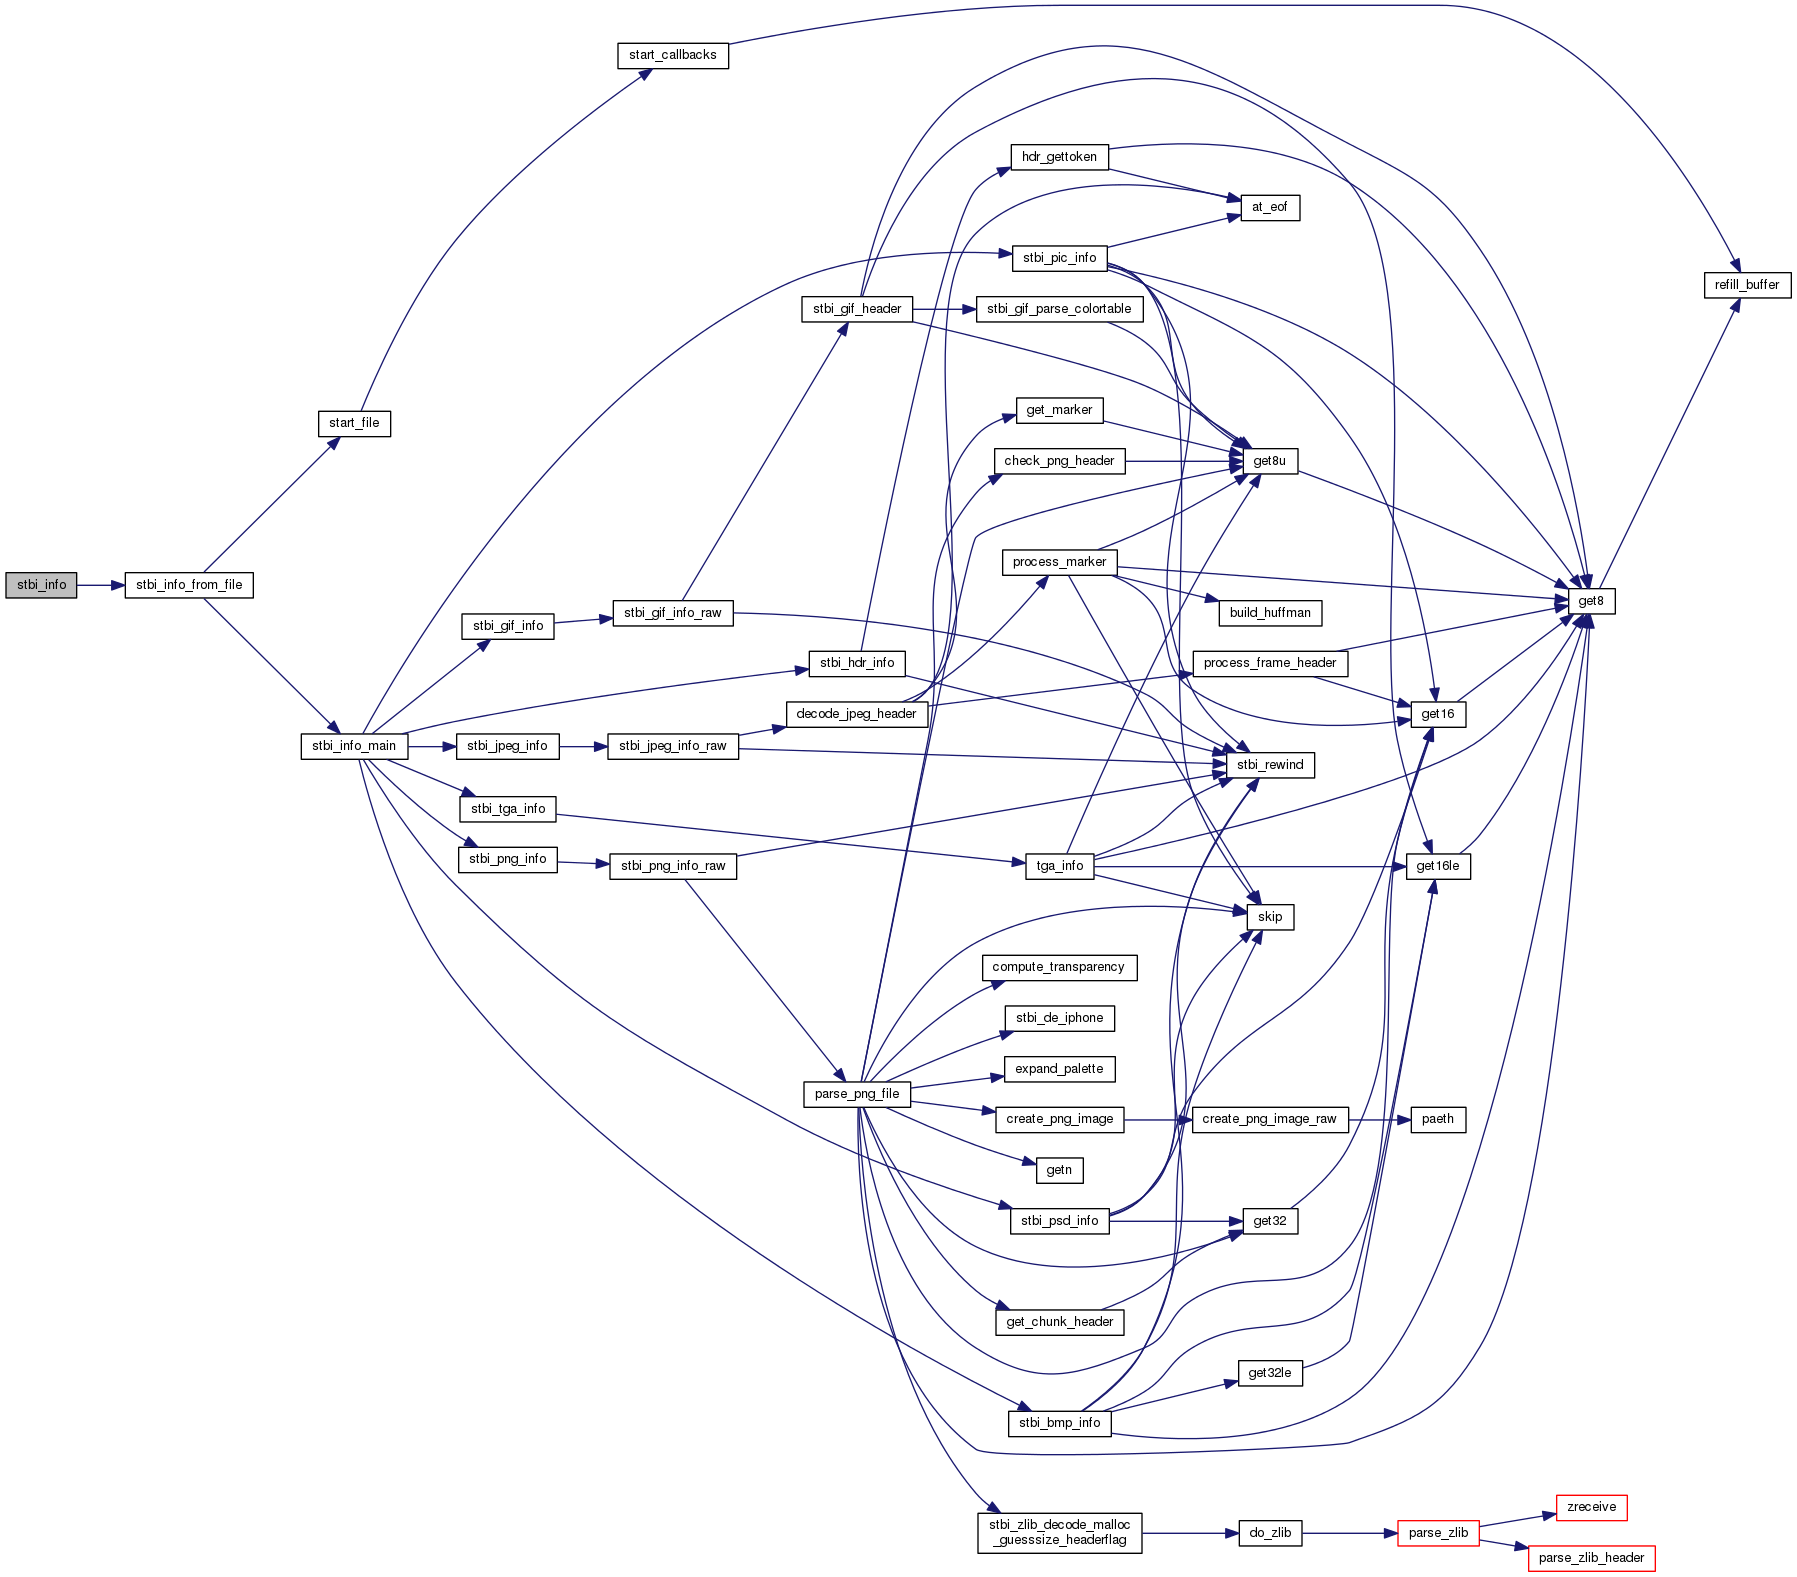 stbi_info
stbi_info_from_file
start_file
stbi_info_main
start_callbacks
stbi_gif_info
stbi_jpeg_info
stbi_tga_info
stbi_png_info
stbi_gif_info_raw
stbi_jpeg_info_raw
stbi_png_info_raw
stbi_gif_header
stbi_hdr_info
decode_jpeg_header
parse_png_file
hdr_gettoken
stbi_pic_info
stbi_gif_parse_colortable
get_marker
check_png_header
process_marker
tga_info
compute_transparency
stbi_de_iphone
expand_palette
create_png_image
getn
stbi_psd_info
get_chunk_header
stbi_bmp_info
stbi_zlib_decode_malloc
_guesssize_headerflag
at_eof
get8u
build_huffman
process_frame_header
stbi_rewind
skip
create_png_image_raw
get32
get32le
do_zlib
get16
get16le
paeth
parse_zlib
get8
zreceive
parse_zlib_header
refill_buffer